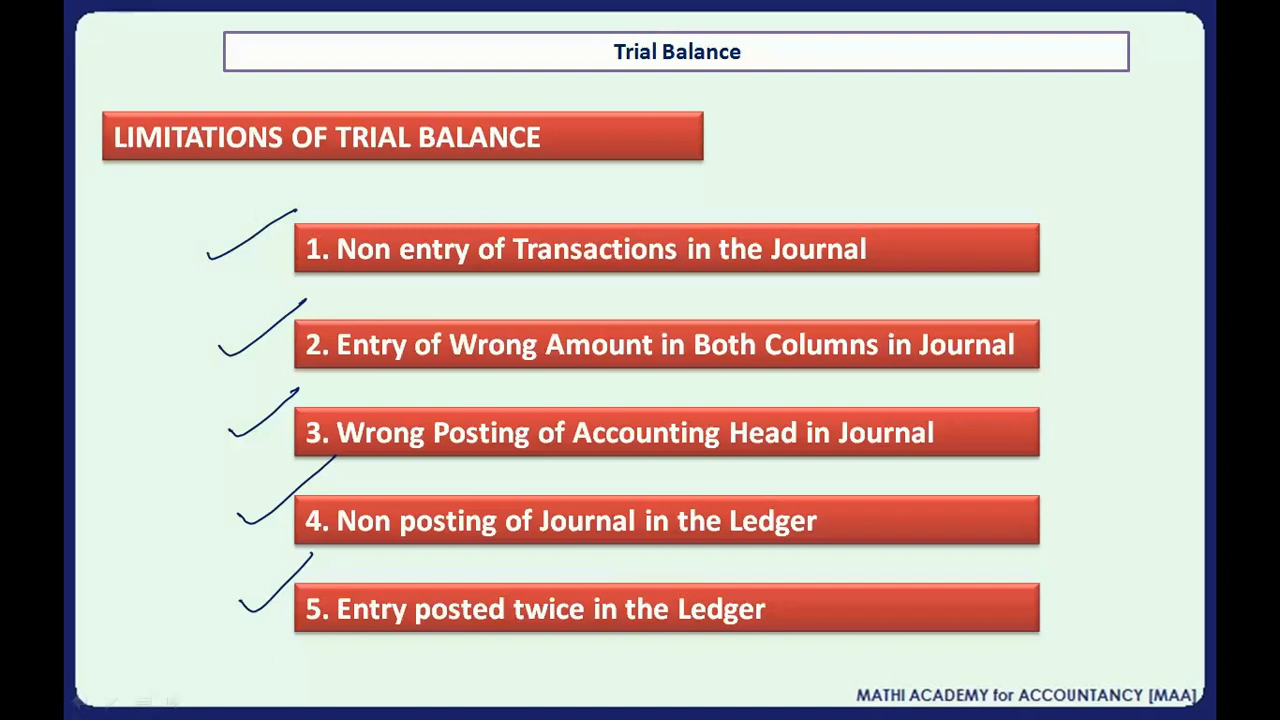 Trial Balance
LIMITATIONS OF TRIAL BALANCE
1. Non entry of Transactions in the Journal
2. Entry of Wrong Amount in Both Columns in Journal
3. Wrong Posting of Accounting Head in Journal
4. Non posting of Journal in the Ledger
5. Entry posted twice in the Ledger
MATHI ACADEMY for ACCOUNTANCY [MAA]